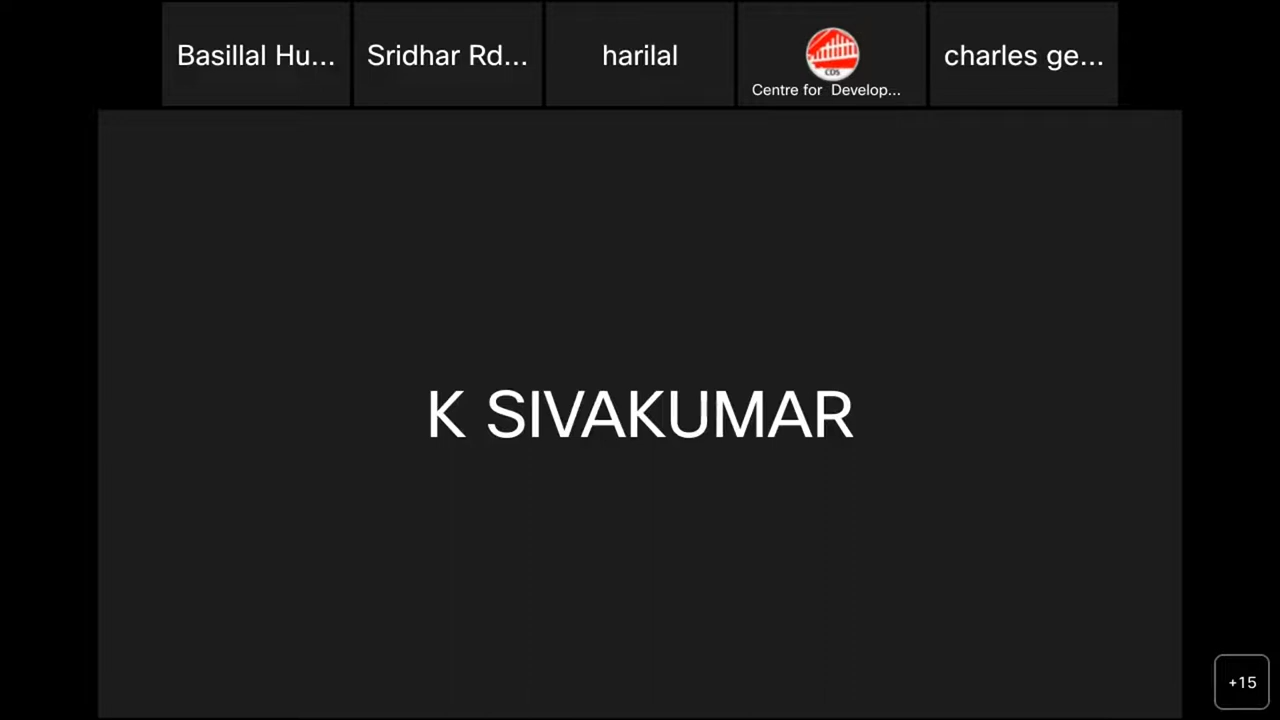 Basillal Hu...
Sridhar Rd...
harilal
CDS
Centre for Develop...
charles ge...
K SIVAKUMAR
+15